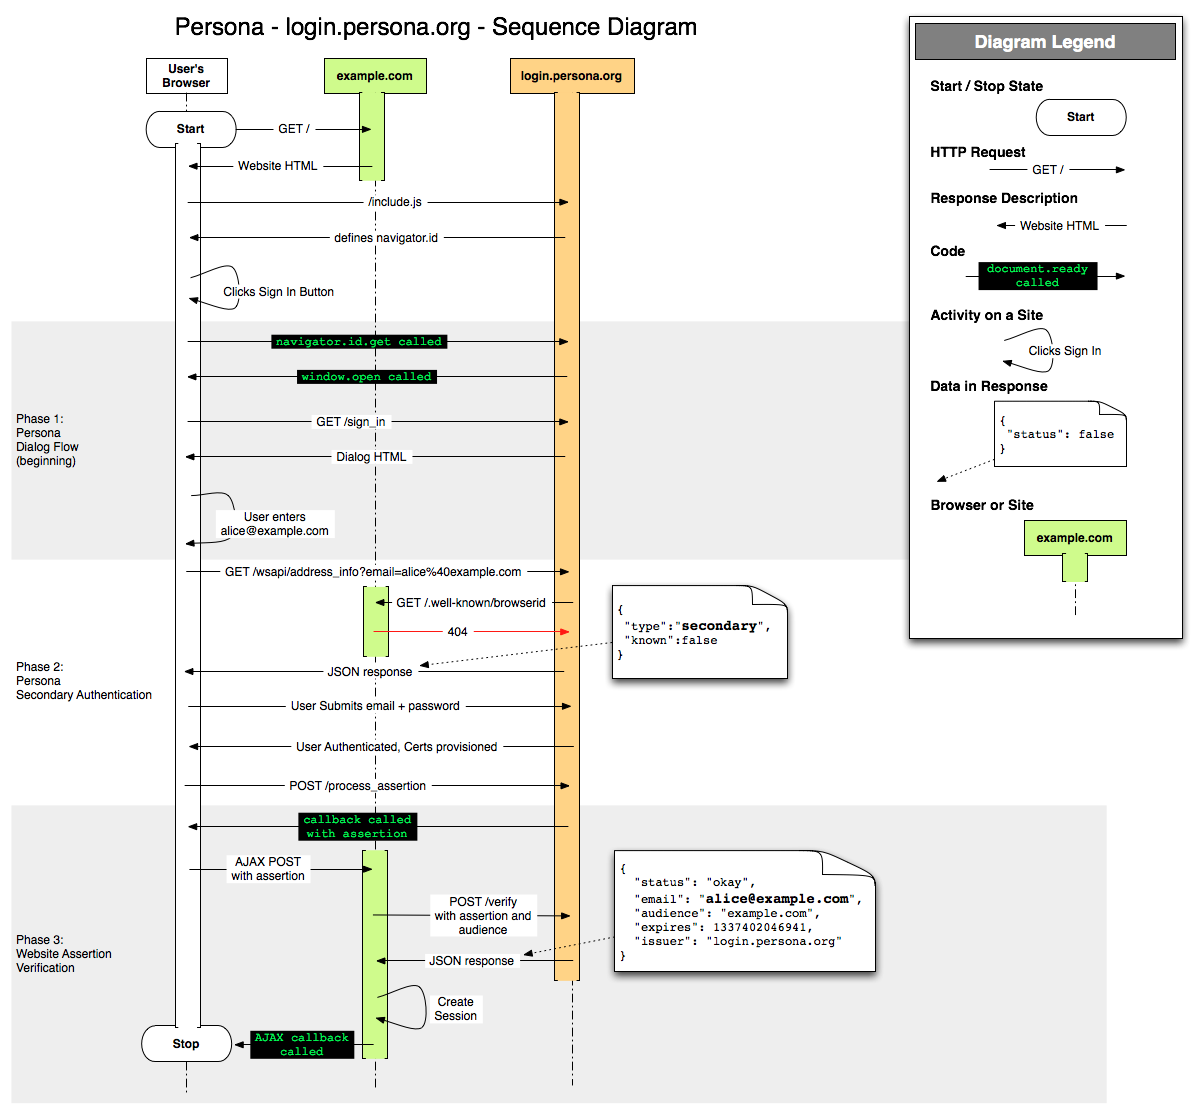 Persona - login.persona.org - Sequence Diagram
User's
Browser
example.com
login.persona.org
Start
GET /
Website HTML
/include.js
defines navigator.id
Clicks Sign In Button
Phase 1:
Persona
Dialog Flow
(beginning)
navigator.id.get called
window.open called
GET /sign_in
Dialog HTML
User enters
alice@example.com
Phase 2:
Persona
Secondary Authentication
GET /wsapi/address_info?email=alice%40example.com
GET /.well-known/browserid
404
{
"type":"secondary",
"known":false
}
JSON response
User Submits email + password
User Authenticated, Certs provisioned
POST /process_assertion
Phase 3:
Website Assertion
Verification
callback called
with assertion
AJAX POST
with assertion
POST /verify
with assertion and
audience
{
"status": "okay",
"email": "alice@example.com",
"audience": "example.com",
"expires": 1337402046941,
"issuer": "login.persona.org"
}
JSON response
Create
Session
AJAX callback
called
Stop
Diagram Legend
Start / Stop State
Start
HTTP Request
GET /
Response Description
Website HTML
Code
document.ready
called
Activity on a Site
Clicks Sign In
Data in Response
{
"status": false
}
Browser or Site
example.com